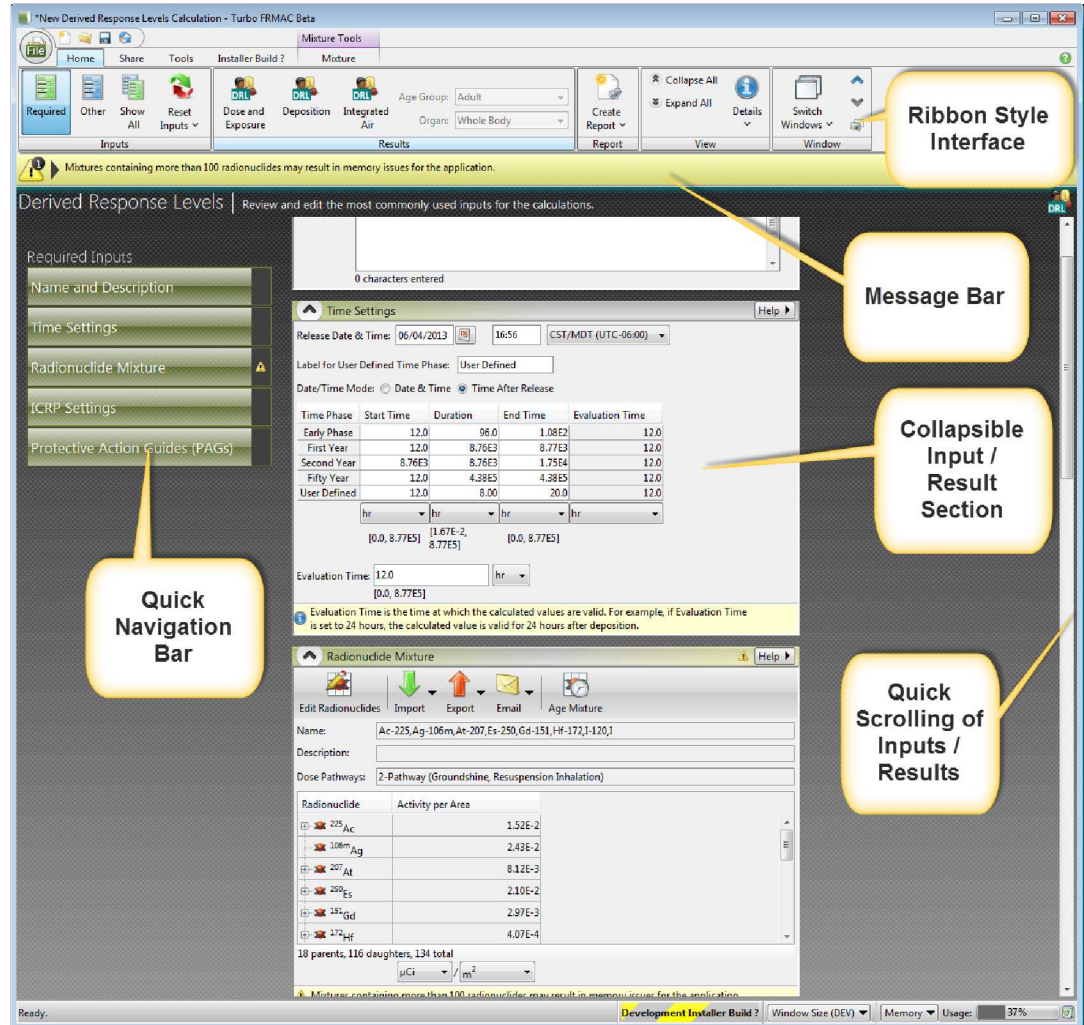 *New Derived Response Levels Calculation - Turbo FRMAC Beta
Mixture Tools
File
Home Share Tools Installer Build ? Mixture
Required
Other
Show All
Reset Inputs
Inputs
DRL
Dose and Exposure
DRL
Deposition
DRL
Integrated Air
Age Group: Adult
Organ: Whole Body
Results
Create Report
Report
Collapse All
Expand All
Details
View
Switch Windows
Window
Ribbon Style
Interface
Mixtures containing more than 100 radionuclides may result in memory issues for the application.
Derived Response Levels | Review and edit the most commonly used inputs for the calculations.
DRL
Required Inputs
Name and Description
Time Settings
Radionuclide Mixture
ICRP Settings
Protective Action Guides (PAGs)
Quick
Navigation
Bar
0 characters entered
Message Bar
Time Settings Help
Release Date & Time: 06/04/2013 16:56 CST/MDT (UTC-06:00)
Label for User Defined Time Phase: User Defined
Date/Time Mode: Date & Time Time After Release
Time Phase Start Time Duration End Time Evaluation Time
Early Phase 12.0 96.0 1.08E2 12.0
First Year 12.0 8.76E3 8.77E3 12.0
Second Year 8.76E3 8.76E3 1.75E4 12.0
Fifty Year 12.0 4.38E5 4.38E5 12.0
User Defined 12.0 8.00 20.0 12.0
hr hr hr hr
[0.0, 8.77E5] [1.67E-2, 8.77E5] [0.0, 8.77E5]
Evaluation Time: 12.0 hr
[0.0, 8.77E5]
Evaluation Time is the time at which the calculated values are valid. For example, if Evaluation Time
is set to 24 hours, the calculated value is valid for 24 hours after deposition.
Collapsible
Input /
Result
Section
Radionuclide Mixture Help
Edit Radionuclides Import Export Email Age Mixture
Name: Ac-225,Ag-106m,At-207,Es-250,Gd-151,Hf-172,I-120,I
Description:
Dose Pathways: 2-Pathway (Groundshine, Resuspension Inhalation)
Radionuclide Activity per Area
225Ac 1.52E-2
106mAg 2.43E-2
207At 8.12E-3
250Es 2.10E-2
151Gd 2.97E-3
172Hf 4.07E-4
18 parents, 116 daughters, 134 total
µCi / m2
Mixtures containing more than 100 radionuclides may result in memory issues for the application
Quick
Scrolling of
Inputs /
Results
Ready. Development Installer Build ? Window Size (DEV) Memory Usage: 37%